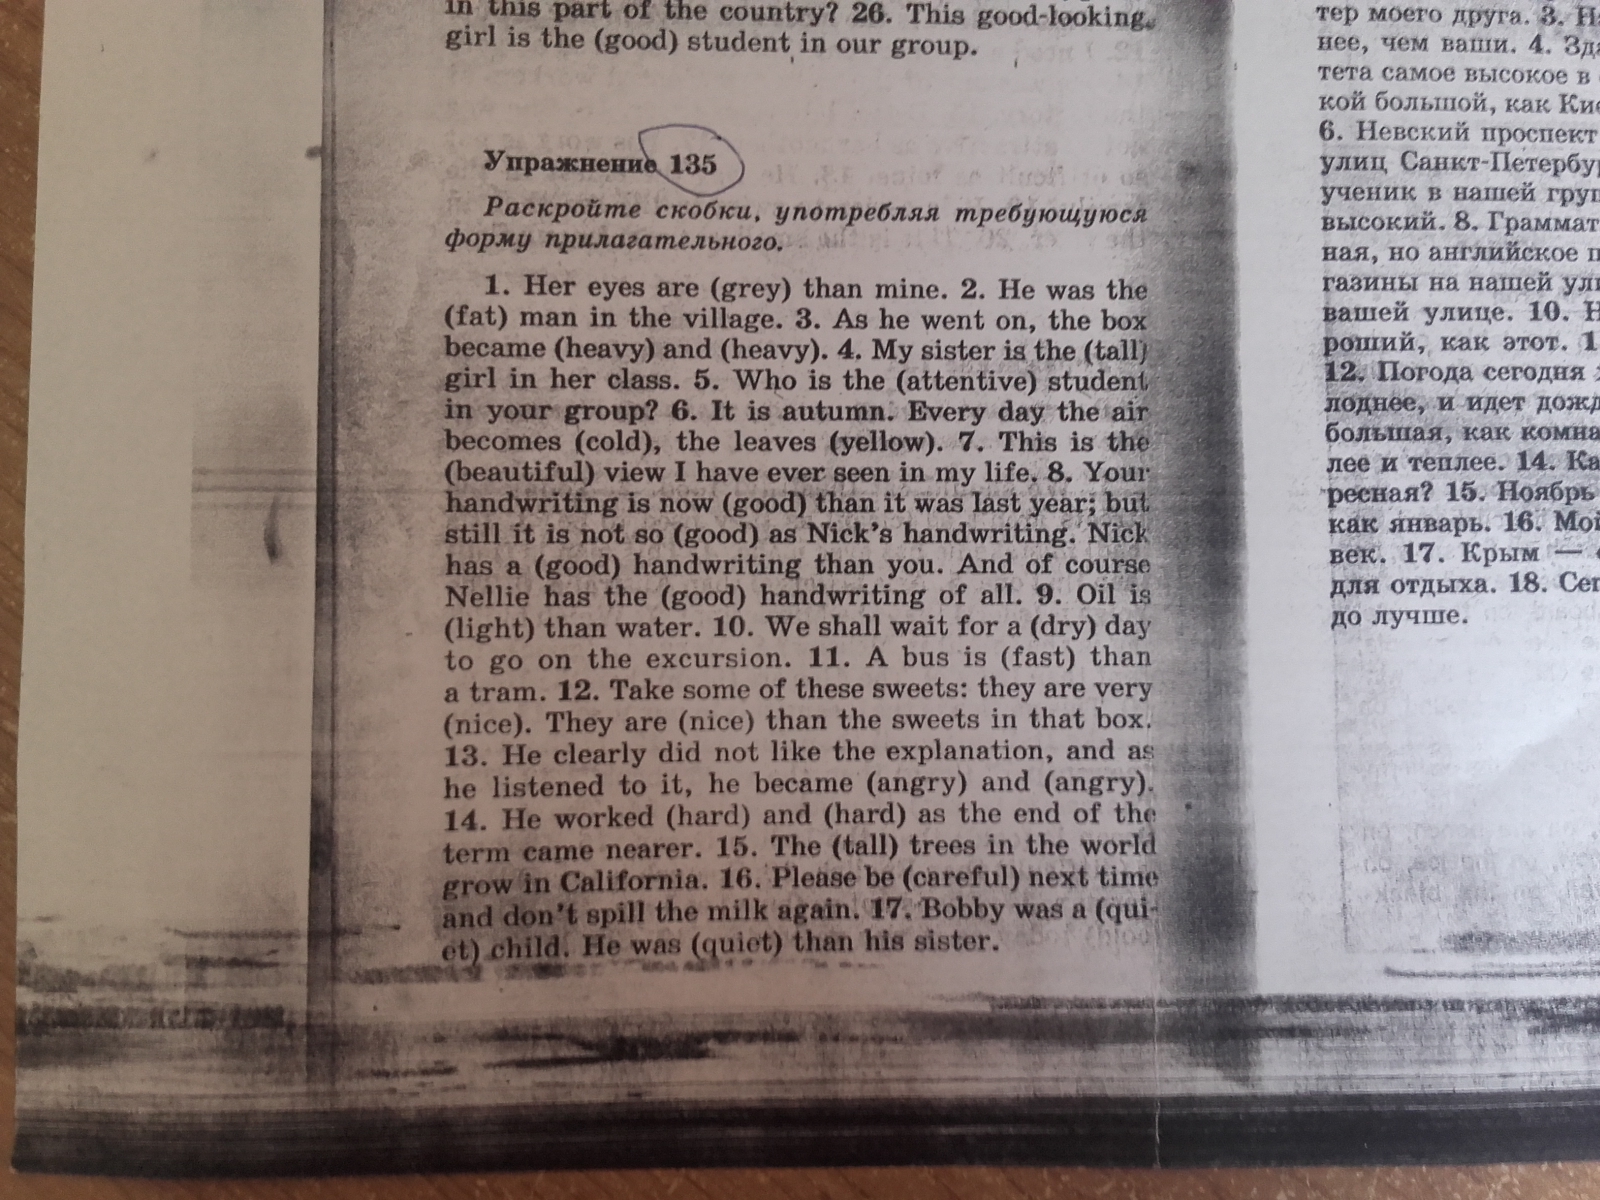 in this part of the country? 26. This good-looking
girl is the (good) student in our group.
Упражнение 135
Раскройте скобки, употребляя требующуюся
форму прилагательного.
1. Her eyes are (grey) than mine. 2. He was the
(fat) man in the village. 3. As he went on, the box
became (heavy) and (heavy). 4. My sister is the (tall)
girl in her class. 5. Who is the (attentive) student
in your group? 6. It is autumn. Every day the air
becomes (cold), the leaves (yellow). 7. This is the
(beautiful) view I have ever seen in my life. 8. Your
handwriting is now (good) than it was last year; but
still it is not so (good) as Nick's handwriting. Nick
has a (good) handwriting than you. And of course
Nellie has the (good) handwriting of all. 9. Oil is
(light) than water. 10. We shall wait for a (dry) day
to go on the excursion. 11. A bus is (fast) than
a tram. 12. Take some of these sweets: they are very
(nice). They are (nice) than the sweets in that box.
13. He clearly did not like the explanation, and as
he listened to it, he became (angry) and (angry).
14. He worked (hard) and (hard) as the end of the
term came nearer. 15. The (tall) trees in the world
grow in California. 16. Please be (careful) next time
and don't spill the milk again. 17. Bobby was a (qui-
et) child. He was (quiet) than his sister.
тер моего друга. 3.
нее, чем ваши. 4.
тета самое высокое в
кой большой, как
6. Невский проспект
улиц
ученик в нашей
высокий. 8.
ная, но английское
газины на нашей
вашей улице. 10.
роший, как этот.
12. Погода сегодня
лоднее, и идет
большая, как
лее и теплее. 14.
ресная? 15. Ноябрь
как январь. 16.
век. 17. Крым —
для отдыха. 18.
до лучше.